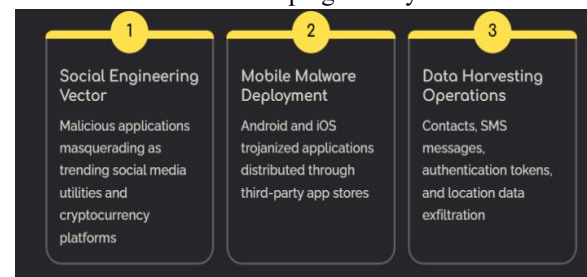 1
Social Engineering
Vector
Malicious applications
masquerading as
trending social media
utilities and
cryptocurrency
platforms
2
Mobile Malware
Deployment
Android and iOS
trojanized applications
distributed through
third-party app stores
3
Data Harvesting
Operations
Contacts, SMS
messages,
authentication tokens,
and location data
exfiltration